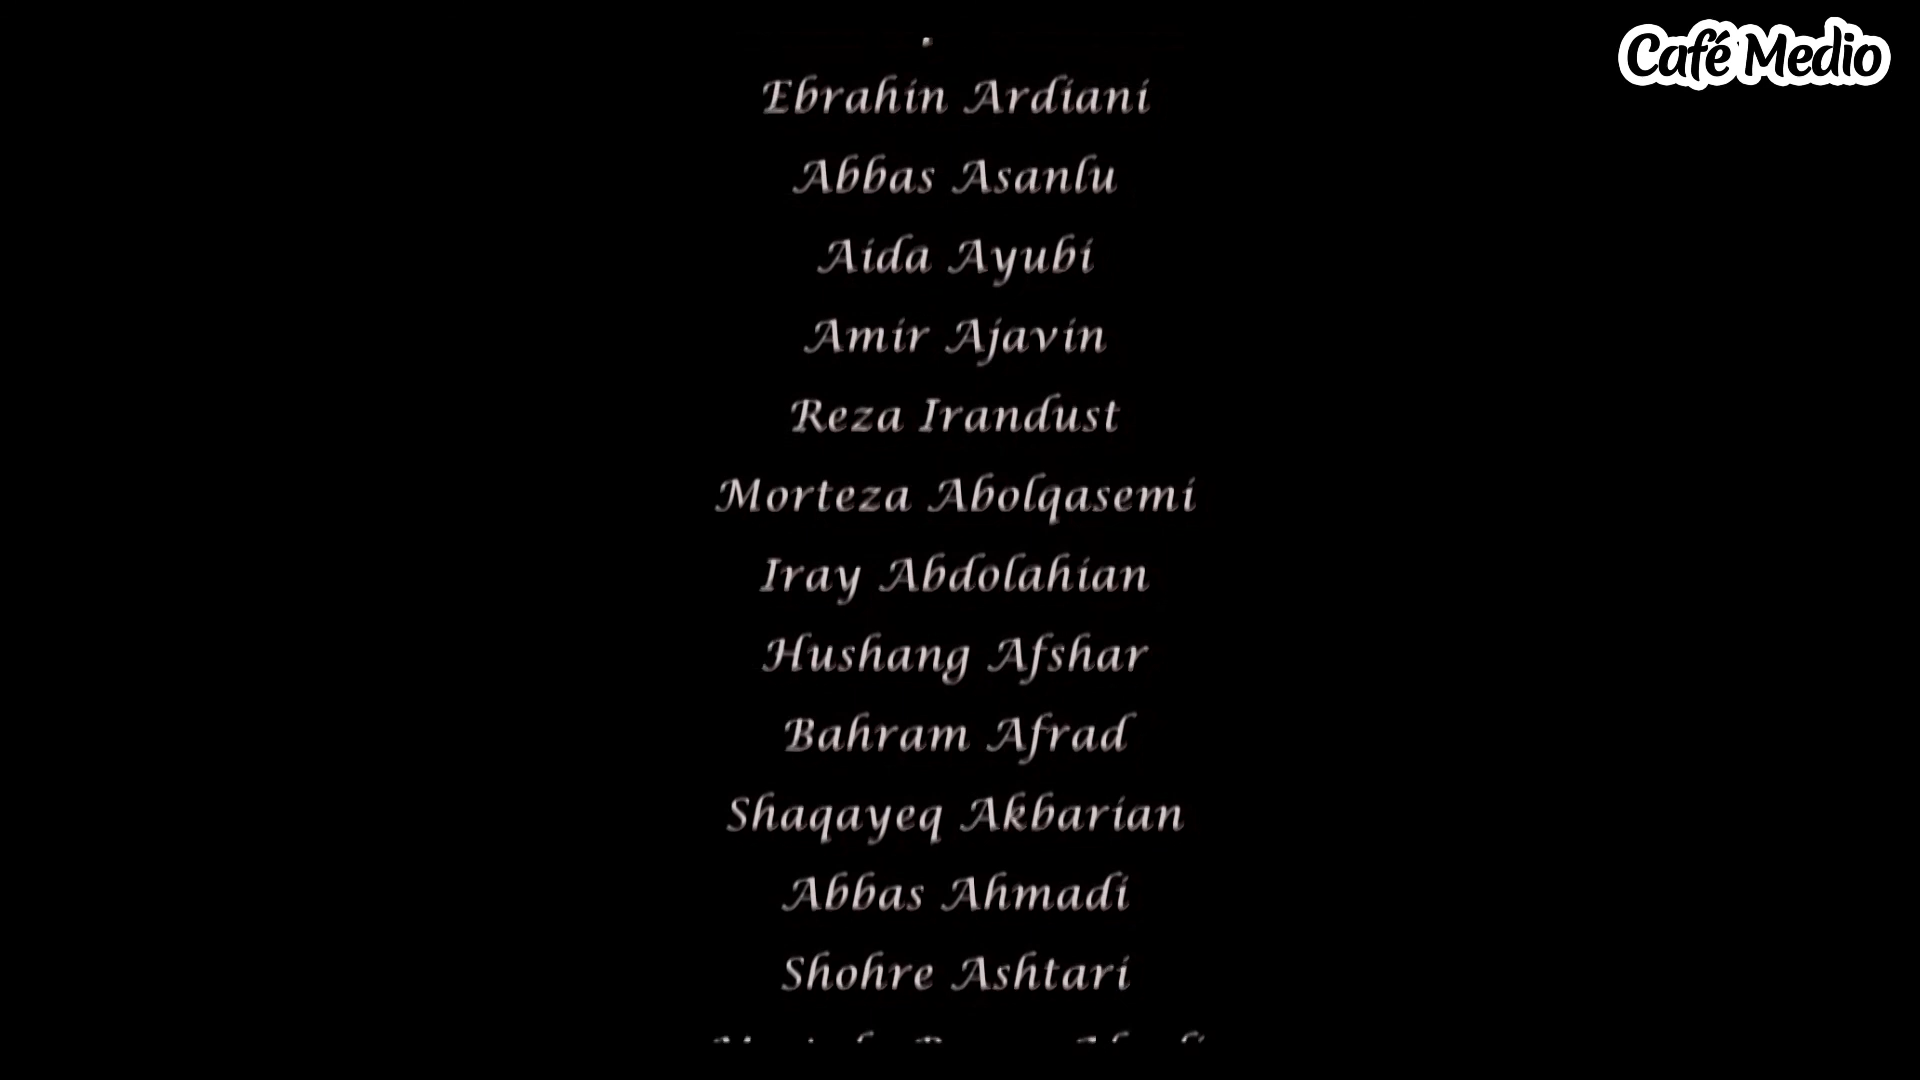 Café Medio
Ebrahin Ardiani
Abbas Asanlu
Aida Ayubi
Amir Ajavin
Reza Irandust
Morteza Abolqasemi
Iray Abdolahian
Hushang Afshar
Bahram Afrad
Shaqayeq Akbarian
Abbas Ahmadi
Shohre Ashtari